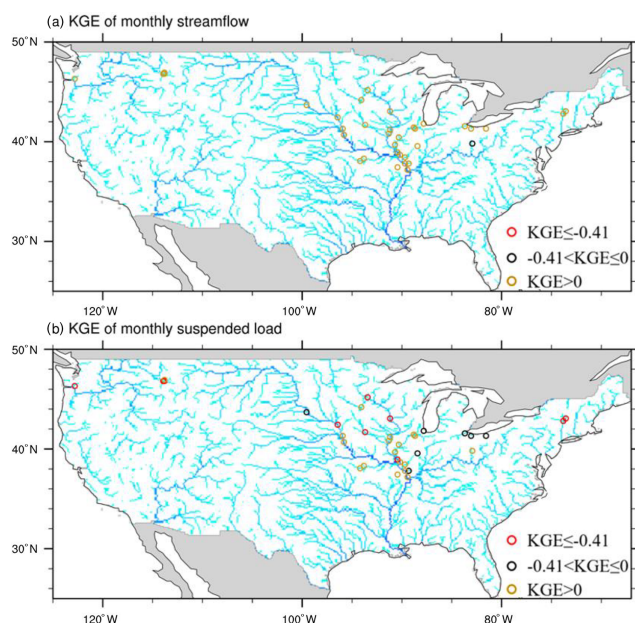 (a) KGE of monthly streamflow
50°N
40°N
30°N
KGE≤-0.41
-0.41<KGE≤0
KGE>0
120°W
100°W
80°W
(b) KGE of monthly suspended load
50°N
40°N
30°N
KGE≤-0.41
-0.41<KGE≤0
KGE>0
120°W
100°W
80°W